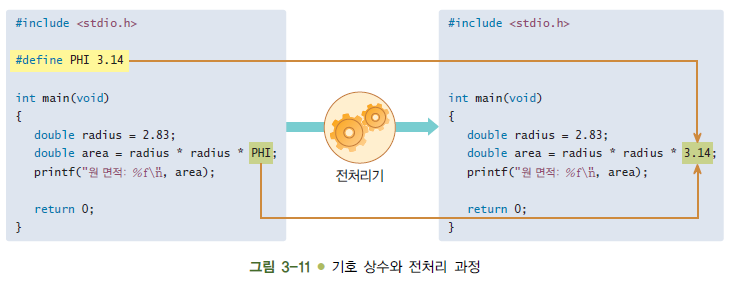 #include <stdio.h>
#define PHI 3.14
int main(void)
{
double radius = 2.83;
double area = radius * radius * PHI;
printf("원 면적: %f\n, area);
return 0;
}
전처리기
#include <stdio.h>
int main(void)
{
double radius = 2.83;
double area = radius * radius * 3.14;
printf("원 면적: %f\n, area);
return 0;
}
그림 3-11 ● 기호 상수와 전처리 과정